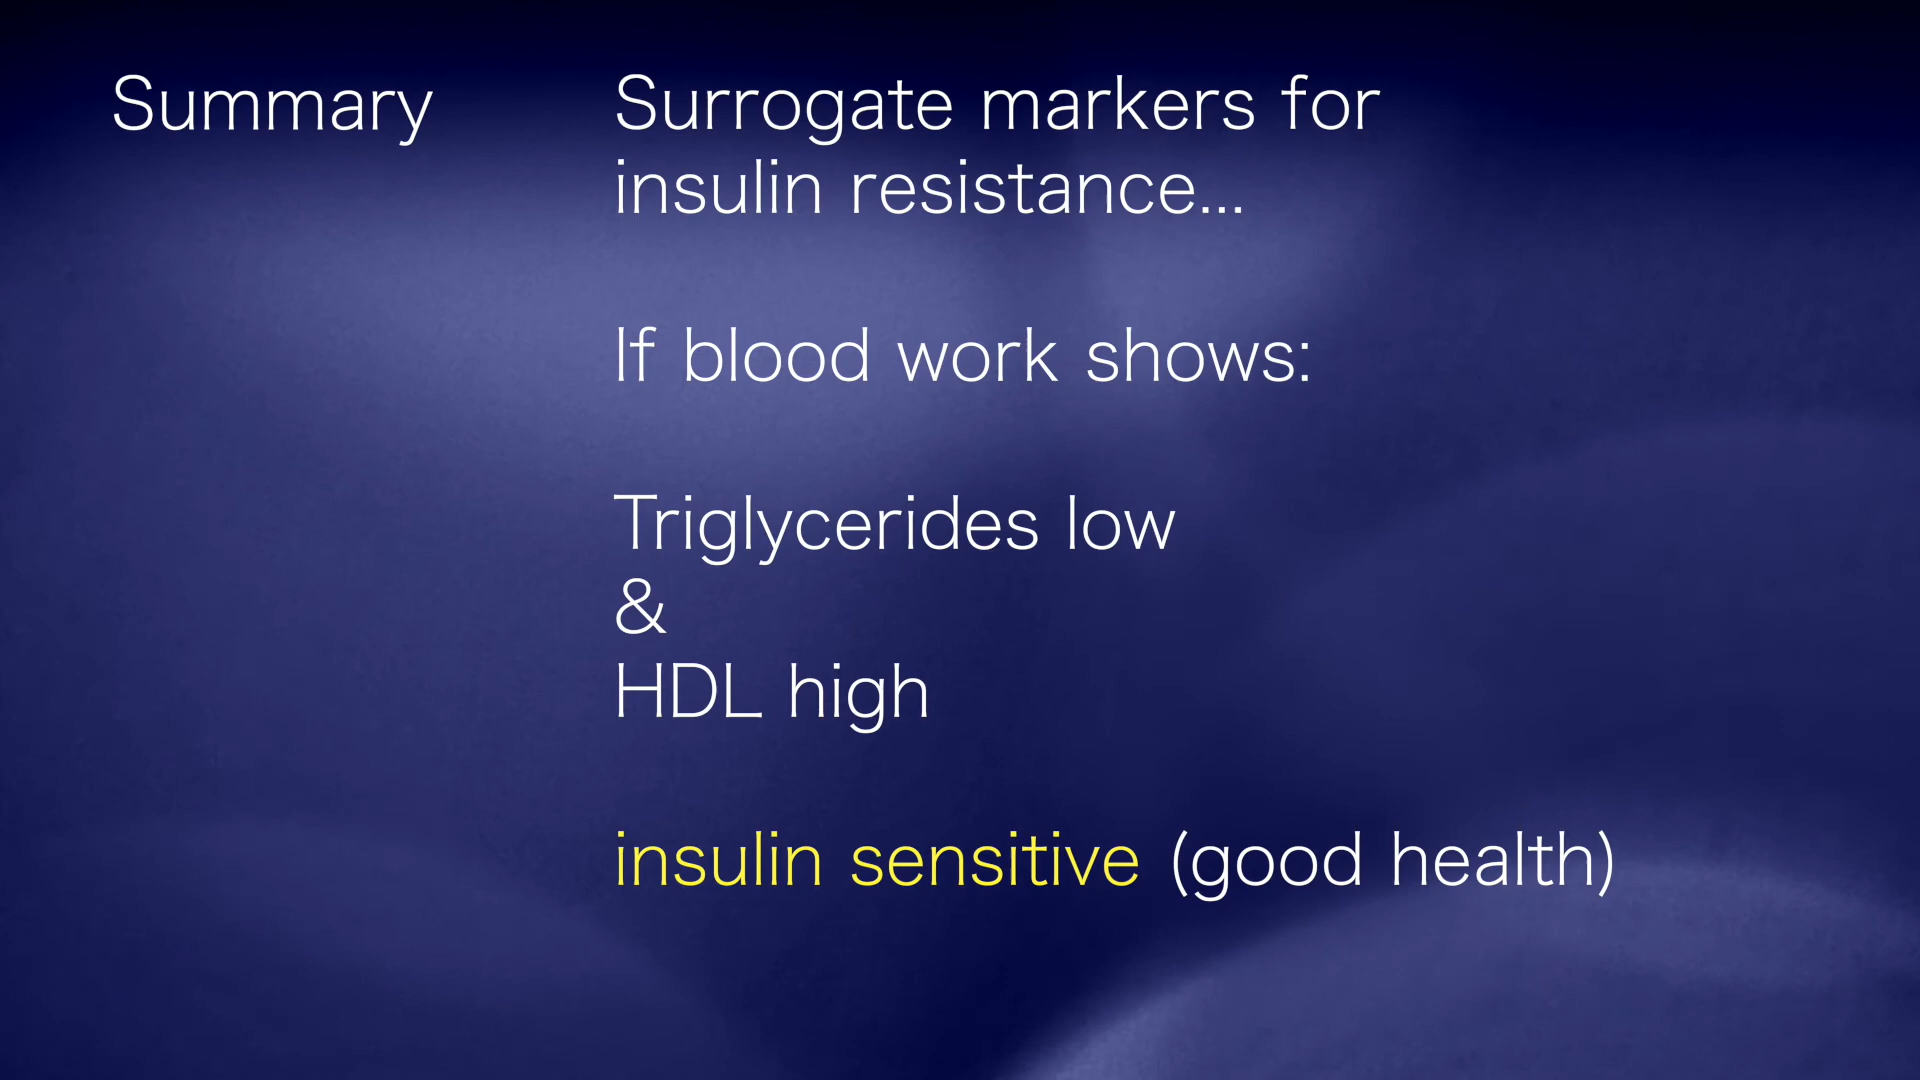 Summary
Surrogate markers for
insulin resistance...
If blood work shows:
Triglycerides low
&
HDL high
insulin sensitive (good health)